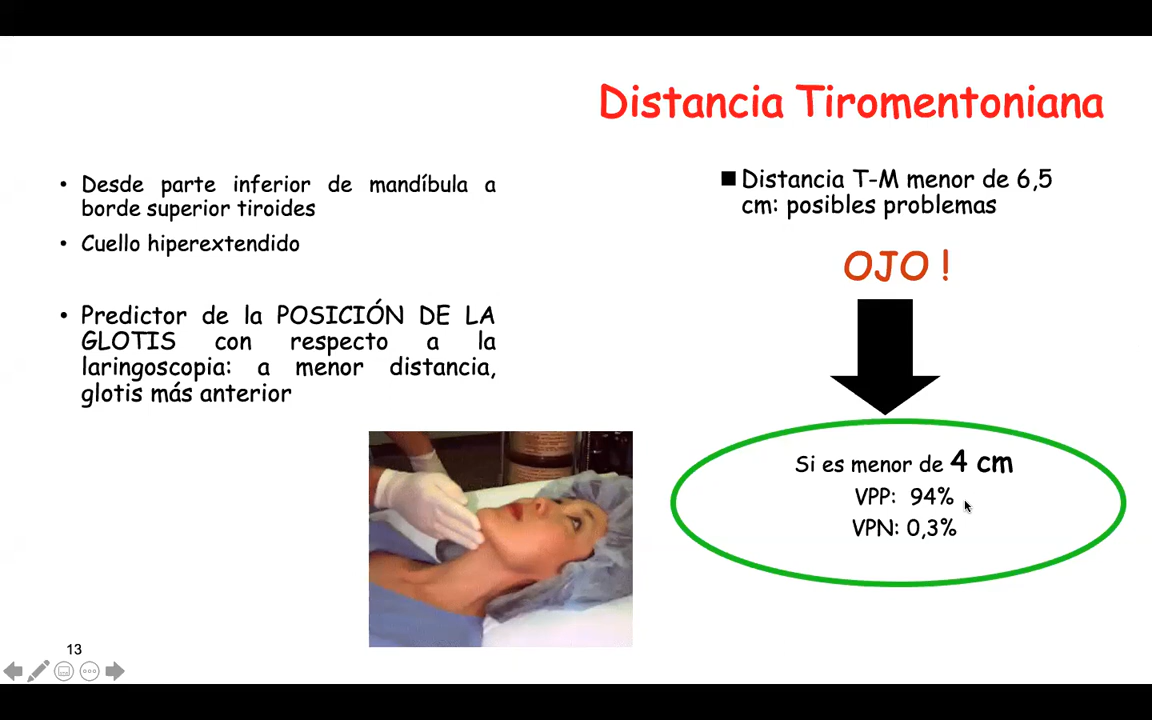 Distancia Tiromentoniana
• Desde parte inferior de mandíbula a
borde superior tiroides
• Cuello hiperextendido
• Predictor de la POSICIÓN DE LA
GLOTIS con respecto a la
laringoscopia: a menor distancia,
glotis más anterior
■ Distancia T-M menor de 6,5
cm: posibles problemas
OJO !
Si es menor de 4 cm
VPP: 94%
VPN: 0,3%
13